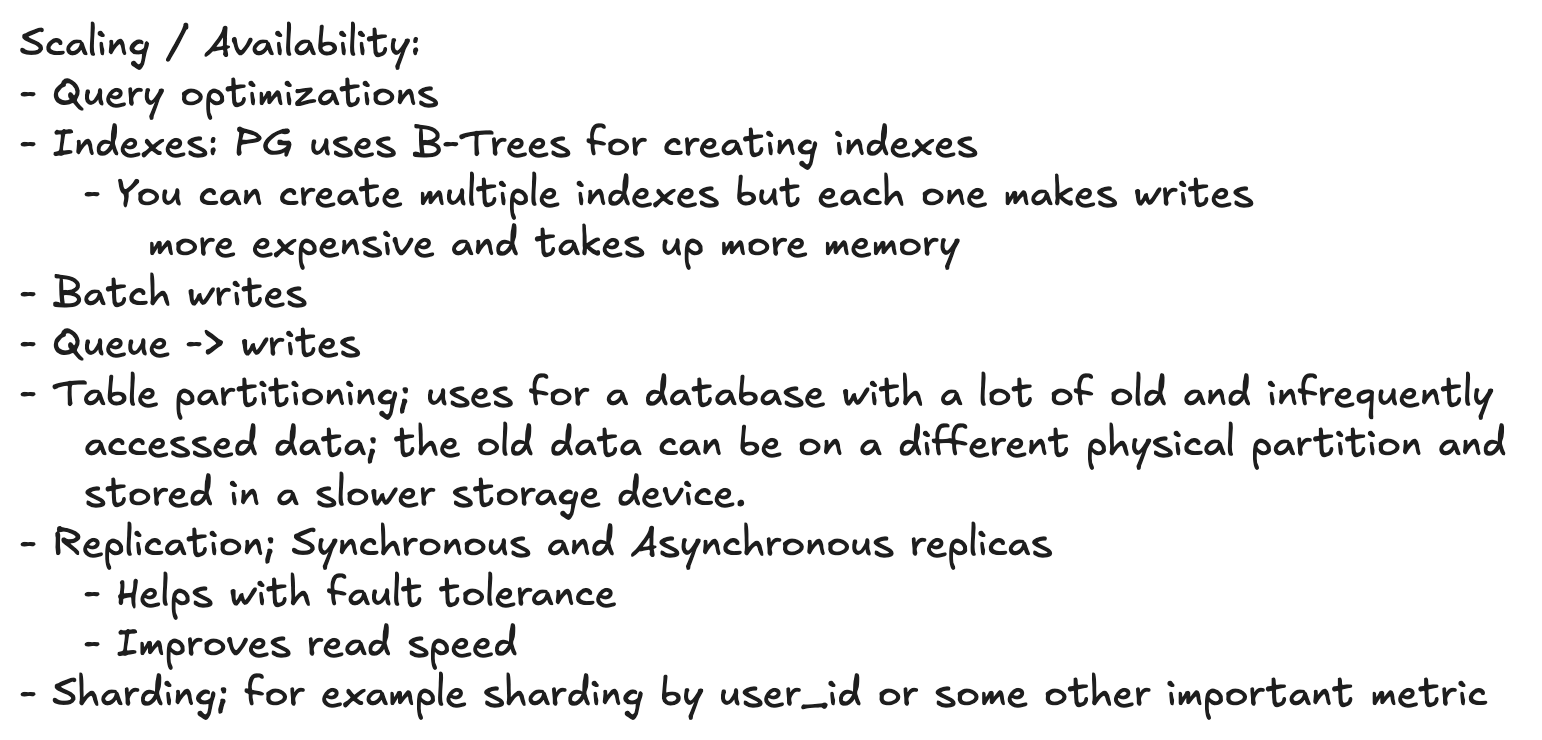 Scaling / Availability:
- Query optimizations
- Indexes: PG uses B-Trees for creating indexes
- You can create multiple indexes but each one makes writes
more expensive and takes up more memory
- Batch writes
- Queue -> writes
- Table partitioning; uses for a database with a lot of old and infrequently
accessed data; the old data can be on a different physical partition and
stored in a slower storage device.
- Replication; Synchronous and Asynchronous replicas
- Helps with fault tolerance
- Improves read speed
- Sharding; for example sharding by user_id or some other important metric